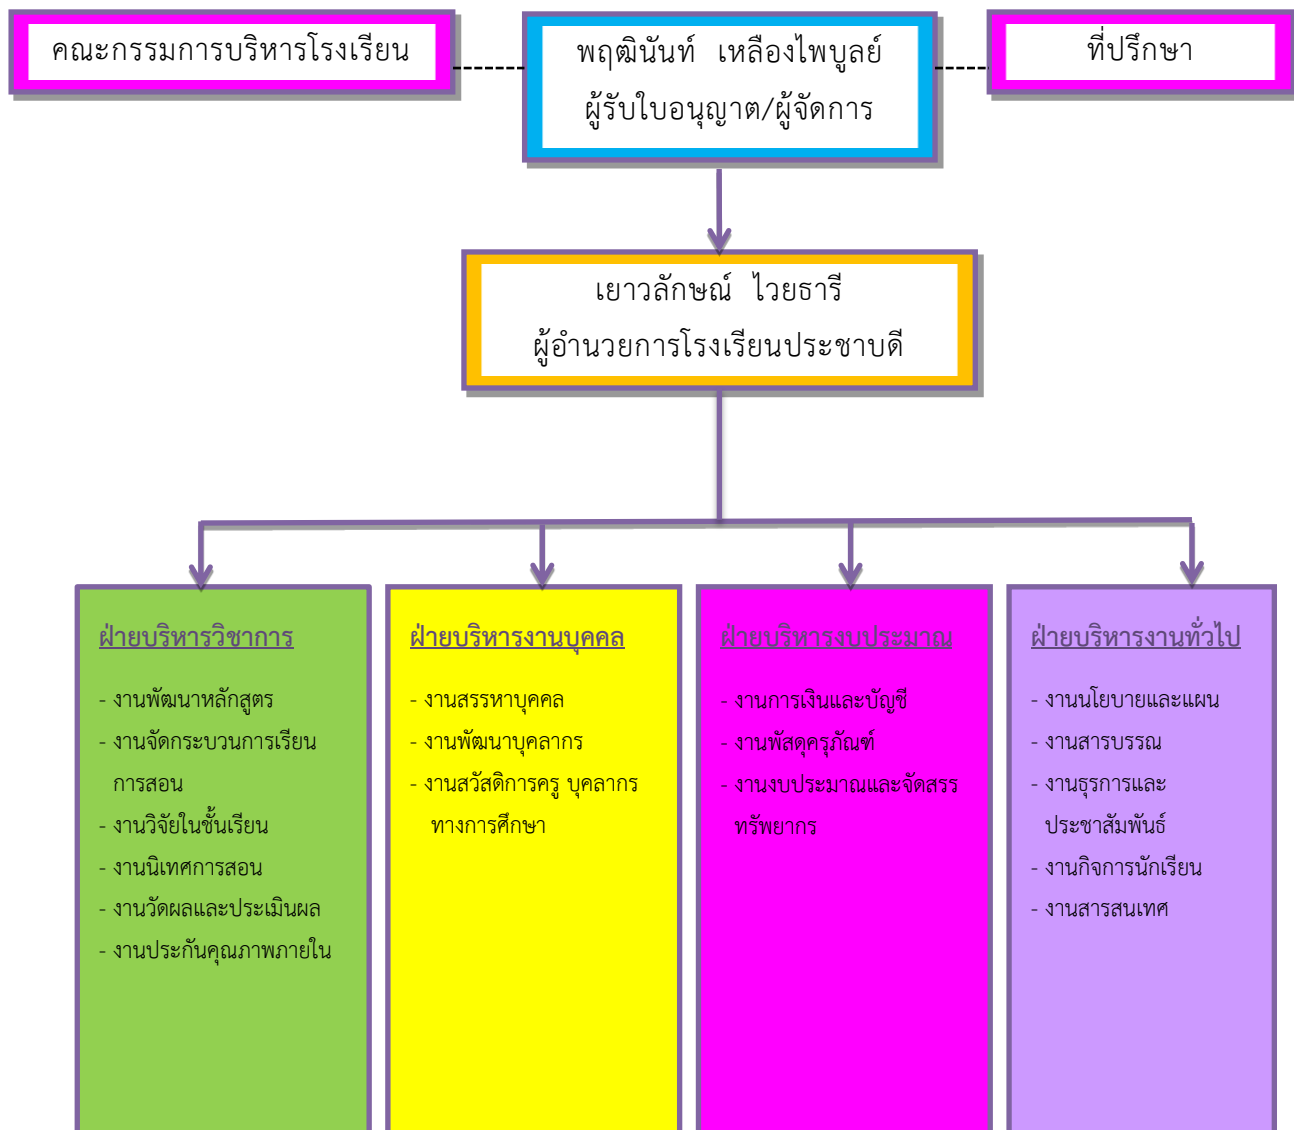 คณะกรรมการบริหารโรงเรียน
พฤฒินันท์ เหลืองไพบูลย์
ผู้รับใบอนุญาต/ผู้จัดการ
ที่ปรึกษา
เยาวลักษณ์ ไวยธารี
ผู้อำนวยการโรงเรียนประชาบดี
ฝ่ายบริหารวิชาการ
- งานพัฒนาหลักสูตร
- งานจัดกระบวนการเรียน
การสอน
- งานวิจัยในชั้นเรียน
- งานนิเทศการสอน
- งานวัดผลและประเมินผล
- งานประกันคุณภาพภายใน
ฝ่ายบริหารงานบุคคล
- งานสรรหาบุคคล
- งานพัฒนาบุคลากร
- งานสวัสดิการครู บุคลากร
ทางการศึกษา
ฝ่ายบริหารงบประมาณ
- งานการเงินและบัญชี
- งานพัสดุครุภัณฑ์
- งานงบประมาณและจัดสรร
ทรัพยากร
ฝ่ายบริหารงานทั่วไป
- งานนโยบายและแผน
- งานสารบรรณ
- งานธุรการและ
ประชาสัมพันธ์
- งานกิจการนักเรียน
- งานสารสนเทศ